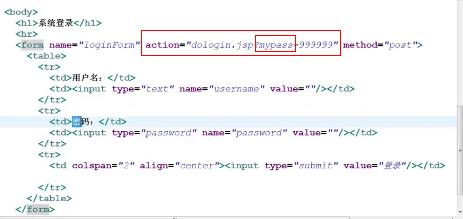 <body>
<h1>系统登录</h1>
<hr>
<form name="loginForm" action="dologin.jsp?mypass=999999" method="post">
<table>
<tr>
<td>用户名：</td>
<td><input type="text" name="username" value=""/></td>
</tr>
<tr>
<td>密码：</td>
<td><input type="password" name="password" value=""/></td>
</tr>
<tr>
<td colspan="2" align="center"><input type="submit" value="登录"/></td>
</tr>
</table>
</form>